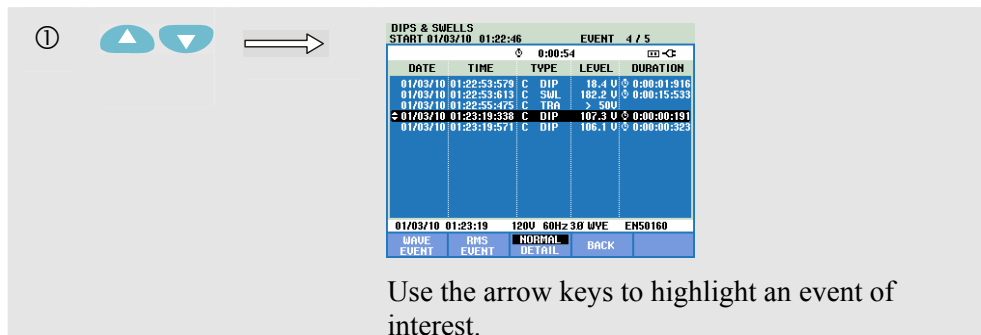 ①
DIPS & SWELLS
START 01/03/10 01:22:46 EVENT 4 / 5
0:00:54
DATE TIME TYPE LEVEL DURATION
01/03/10 01:22:53:579 C DIP 18.4 V 0:00:01:916
01/03/10 01:22:53:613 C SWL 182.2 V 0:00:15:533
01/03/10 01:22:55:475 C TRA > 50V
01/03/10 01:23:19:338 C DIP 107.3 V 0:00:00:191
01/03/10 01:23:19:571 C DIP 106.1 V 0:00:00:323
01/03/10 01:23:19 120V 60Hz 3Ø WYE EN50160
WAVE EVENT RMS EVENT NORMAL DETAIL BACK
Use the arrow keys to highlight an event of
interest.